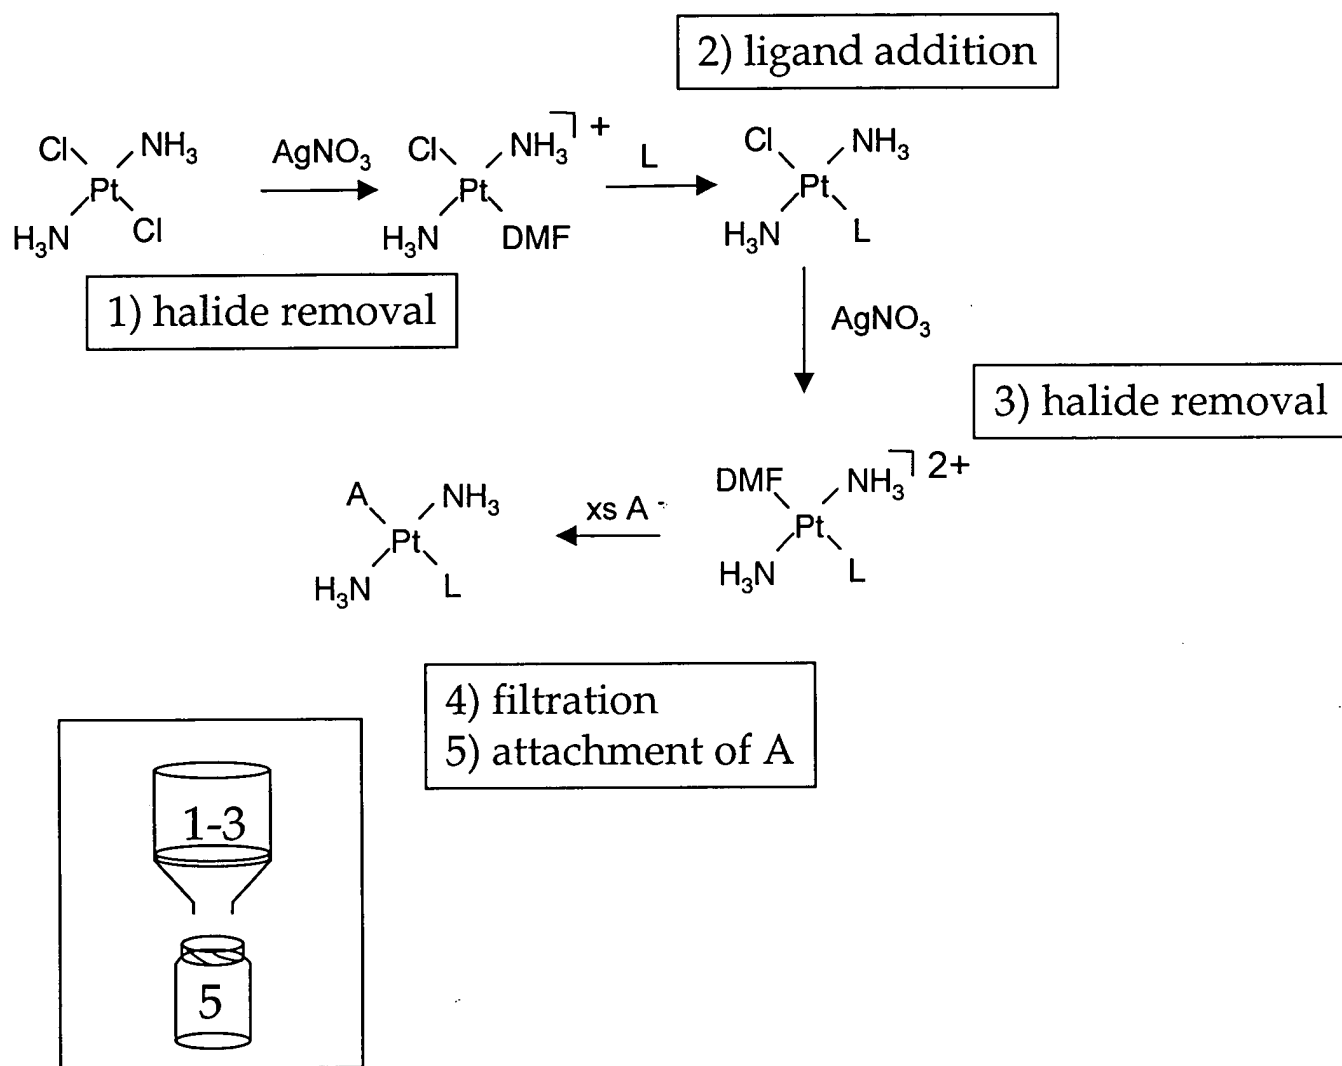 2) ligand addition
Cl NH₃
Pt
H₃N Cl
AgNO₃
Cl NH₃ +
Pt
H₃N DMF
L
Cl NH₃
Pt
H₃N L
1) halide removal
AgNO₃
3) halide removal
DMF NH₃ 2+
Pt
H₃N L
xs A⁻
A NH₃
Pt
H₃N L
4) filtration
5) attachment of A
1-3
5